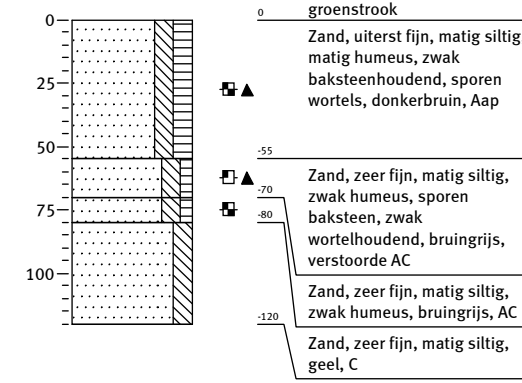 0
25
50
75
100
0
groenstrook
Zand, uiterst fijn, matig siltig,
matig humeus, zwak
baksteenhoudend, sporen
wortels, donkerbruin, Aap
-55
Zand, zeer fijn, matig siltig,
zwak humeus, sporen
baksteen, zwak
wortelhoudend, bruingrijs,
verstoorde AC
-70
Zand, zeer fijn, matig siltig,
zwak humeus, bruingrijs, AC
-80
Zand, zeer fijn, matig siltig,
geel, C
-120